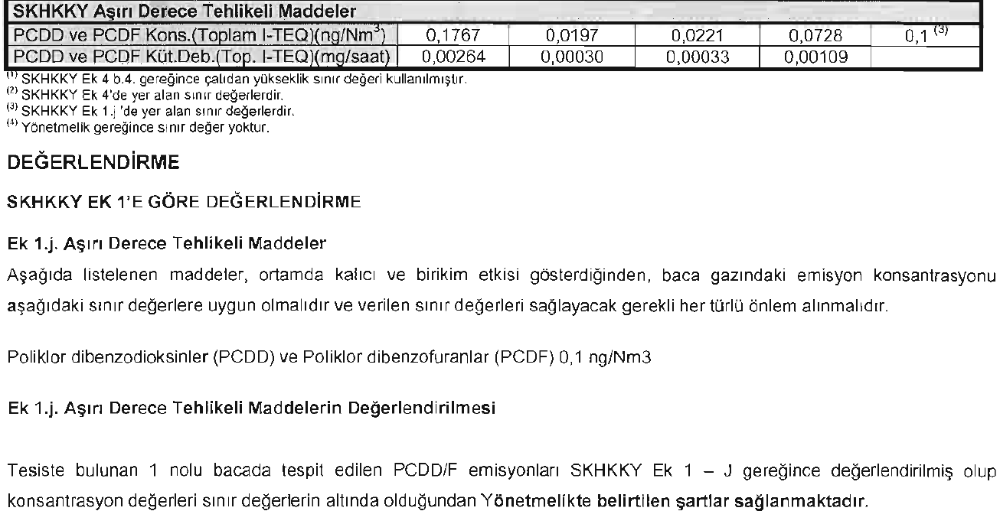 SKHKKY Aşırı Derece Tehlikeli Maddeler
PCDD ve PCDF Kons.(Toplam I-TEQ)(ng/Nm³) 0,1767 0,0197 0,0221 0,0728 0,1 (3)
PCDD ve PCDF Küt.Deb.(Top. I-TEQ)(mg/saat) 0,00264 0,00030 0,00033 0,00109
(1) SKHKKY Ek 4 b.4. gereğince çatıdan yükseklik sınır değeri kullanılmıştır.
(2) SKHKKY Ek 4'de yer alan sınır değerlerdir.
(3) SKHKKY Ek 1.j 'de yer alan sınır değerlerdir.
(4) Yönetmelik gereğince sınır değer yoktur.
DEĞERLENDİRME
SKHKKY EK 1'E GÖRE DEĞERLENDİRME
Ek 1.j. Aşırı Derece Tehlikeli Maddeler
Aşağıda listelenen maddeler, ortamda kalıcı ve birikim etkisi gösterdiğinden, baca gazındaki emisyon konsantrasyonu
aşağıdaki sınır değerlere uygun olmalıdır ve verilen sınır değerleri sağlayacak gerekli her türlü önlem alınmalıdır.
Poliklor dibenzodioksinler (PCDD) ve Poliklor dibenzofuranlar (PCDF) 0,1 ng/Nm3
Ek 1.j. Aşırı Derece Tehlikeli Maddelerin Değerlendirilmesi
Tesiste bulunan 1 nolu bacada tespit edilen PCDD/F emisyonları SKHKKY Ek 1 – J gereğince değerlendirilmiş olup
konsantrasyon değerleri sınır değerlerin altında olduğundan Yönetmelikte belirtilen şartlar sağlanmaktadır.